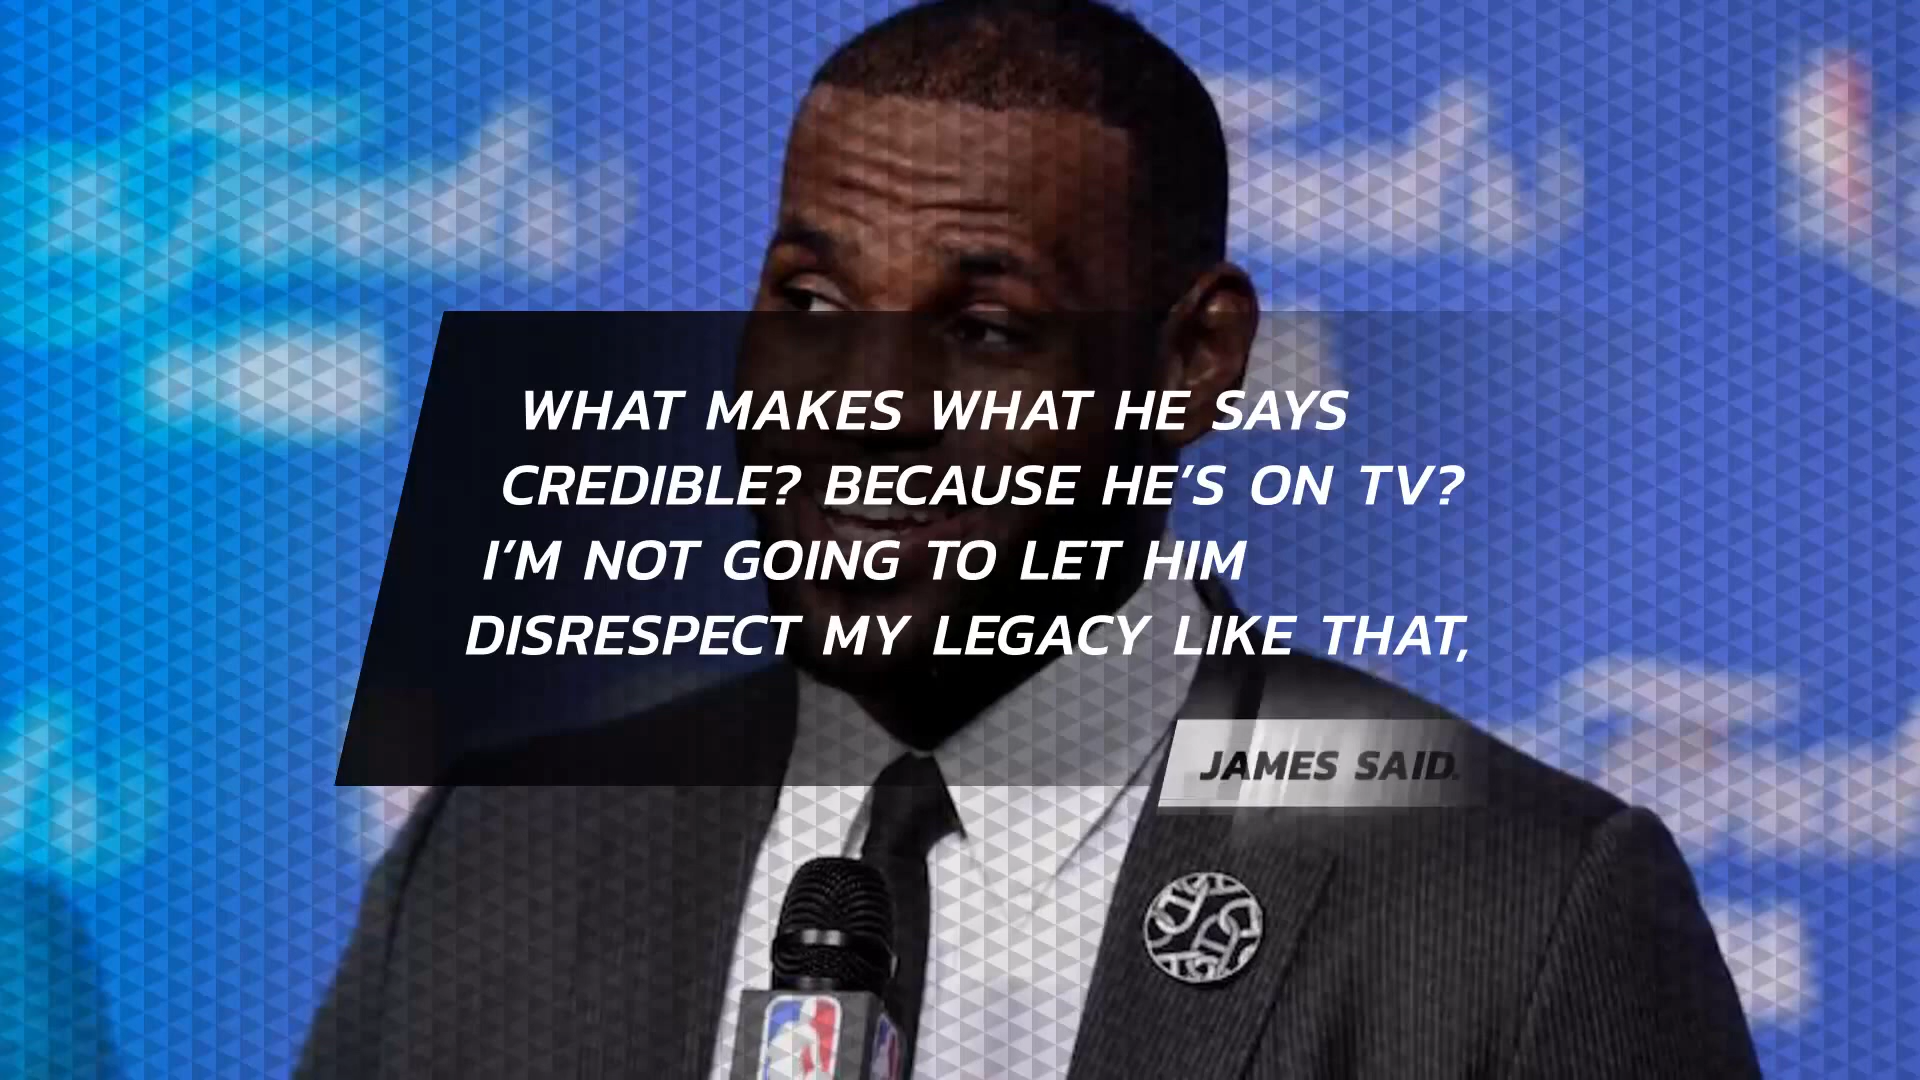 WHAT MAKES WHAT HE SAYS
CREDIBLE? BECAUSE HE'S ON TV?
I'M NOT GOING TO LET HIM
DISRESPECT MY LEGACY LIKE THAT,
JAMES SAID.